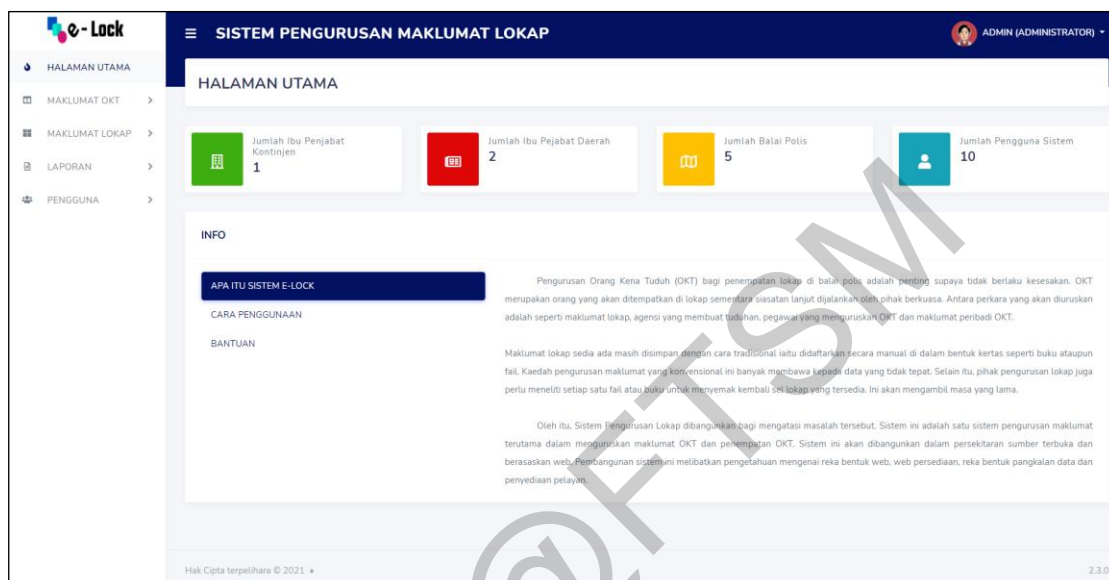 e-Lock
SISTEM PENGURUSAN MAKLUMAT LOKAP
ADMIN (ADMINISTRATOR)
HALAMAN UTAMA
MAKLUMAT OKT
MAKLUMAT LOKAP
LAPORAN
PENGGUNA
HALAMAN UTAMA
Jumlah Ibu Penjabat
Kontinjen
1
Jumlah Ibu Pejabat Daerah
2
Jumlah Balai Polis
5
Jumlah Pengguna Sistem
10
INFO
APA ITU SISTEM E-LOCK
CARA PENGGUNAAN
BANTUAN
Pengurusan Orang Kena Tuduh (OKT) bagi penempatan lokap di balai polis adalah penting supaya tidak berlaku kesesakan. OKT
merupakan orang yang akan ditempatkan di lokap sementara siasatan lanjut dijalankan oleh pihak berkuasa. Antara perkara yang akan diuruskan
adalah seperti maklumat lokap, agensi yang membuat tuduhan, pegawai yang menguruskan OKT dan maklumat peribadi OKT.
Maklumat lokap sedia ada masih disimpan dengan cara tradisional iaitu didaftarkan secara manual di dalam bentuk kertas seperti buku ataupun
fail. Kaedah pengurusan maklumat yang konvensional ini banyak membawa kepada data yang tidak tepat. Selain itu, pihak pengurusan lokap juga
perlu meneliti setiap satu fail atau buku untuk menyemak kembali sel lokap yang tersedia. Ini akan mengambil masa yang lama.
Oleh itu, Sistem Pengurusan Lokap dibangunkan bagi mengatasi masalah tersebut. Sistem ini adalah satu sistem pengurusan maklumat
terutama dalam menguruskan maklumat OKT dan penempatan OKT. Sistem ini akan dibangunkan dalam persekitaran sumber terbuka dan
berasaskan web. Pembangunan sistem ini melibatkan pengetahuan mengenai reka bentuk web, web persediaan, reka bentuk pangkalan data dan
penyediaan pelayan.
Hak Cipta terpelihara © 2021 •
2.3.0
@FTSM